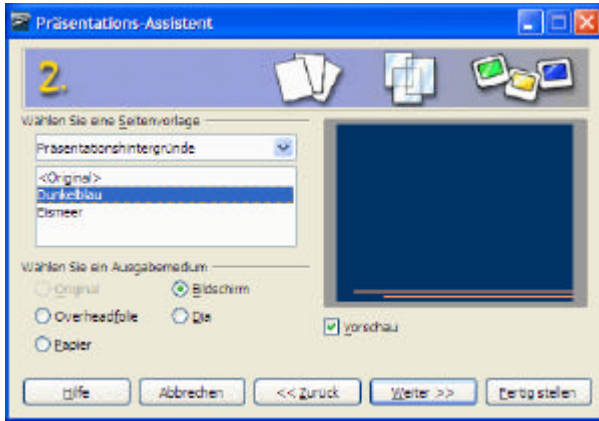 Präsentations-Assistent
2.
Wählen Sie eine Seitenvorlage
Präsentationshintergründe
<Original>
Dunkelblau
Eismeer
Wählen Sie ein Ausgabemedium
Original
Bildschirm
Overheadfolie
Dia
Papier
Vorschau
Hilfe
Abbrechen
<< Zurück
Weiter >>
Fertig stellen